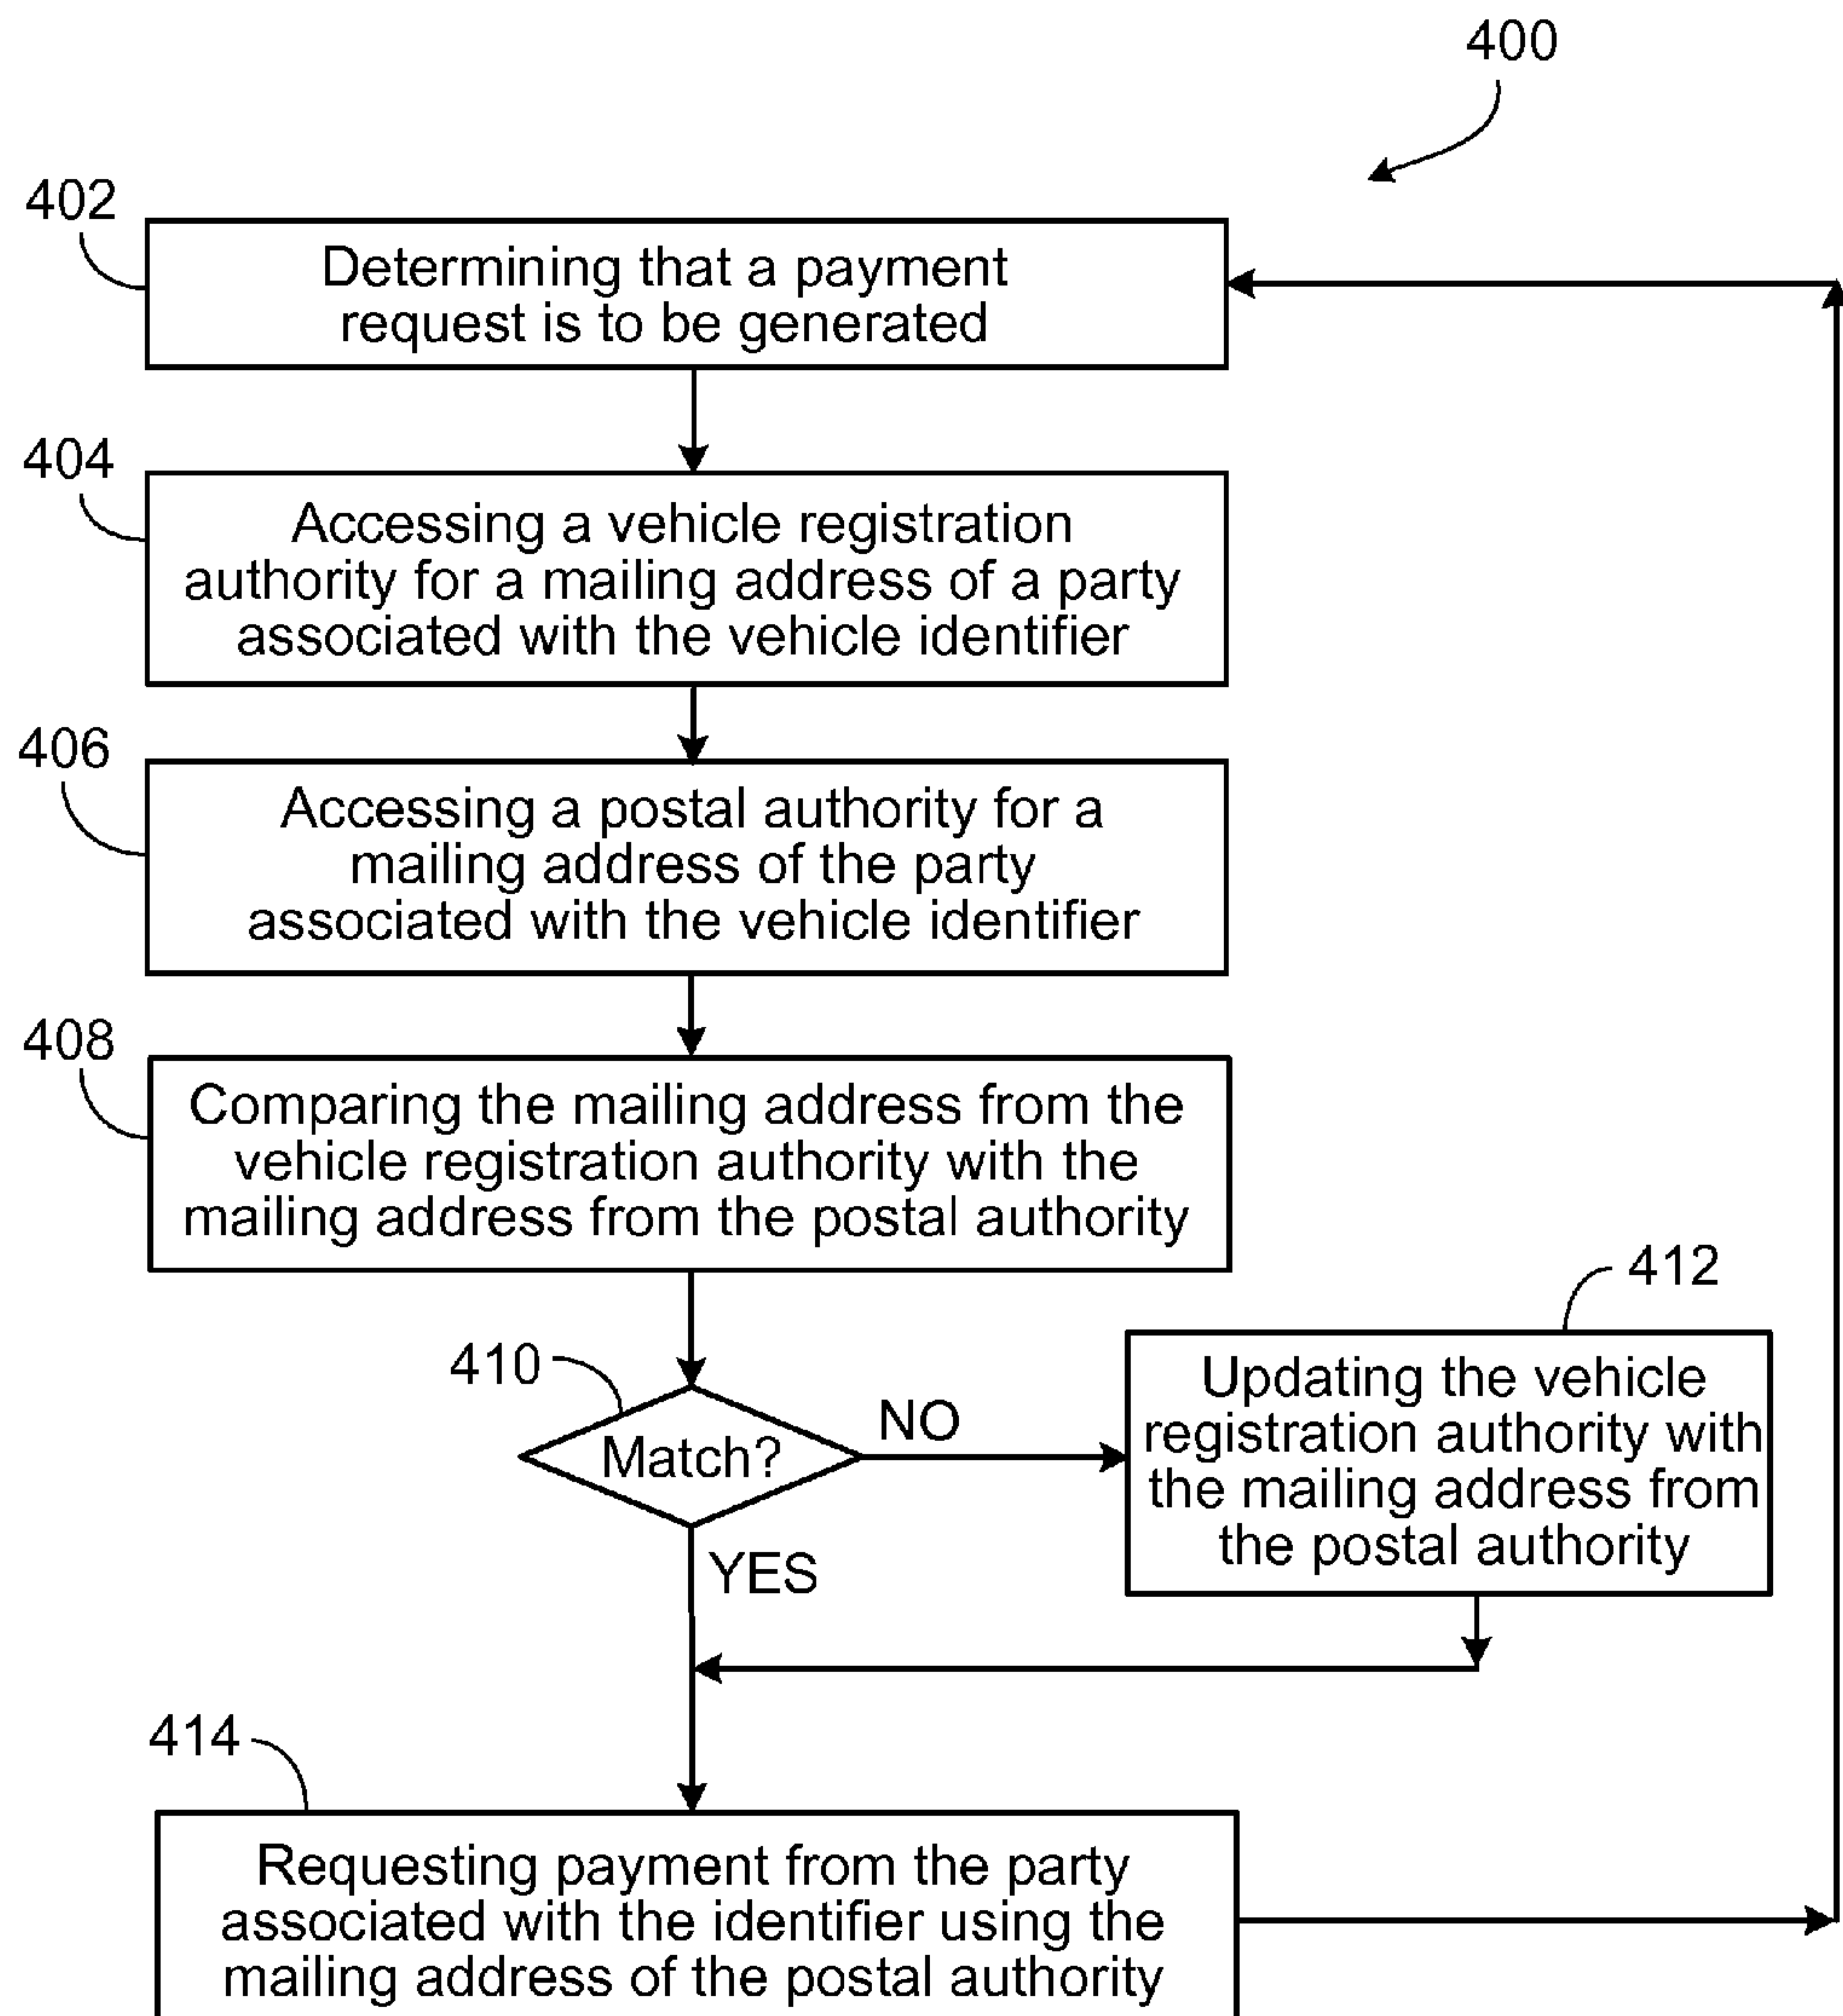 400
402
Determining that a payment
request is to be generated
404
Accessing a vehicle registration
authority for a mailing address of a party
associated with the vehicle identifier
406
Accessing a postal authority for a
mailing address of the party
associated with the vehicle identifier
408
Comparing the mailing address from the
vehicle registration authority with the
mailing address from the postal authority
410
Match?
NO
YES
412
Updating the vehicle
registration authority with
the mailing address from
the postal authority
414
Requesting payment from the party
associated with the identifier using the
mailing address of the postal authority